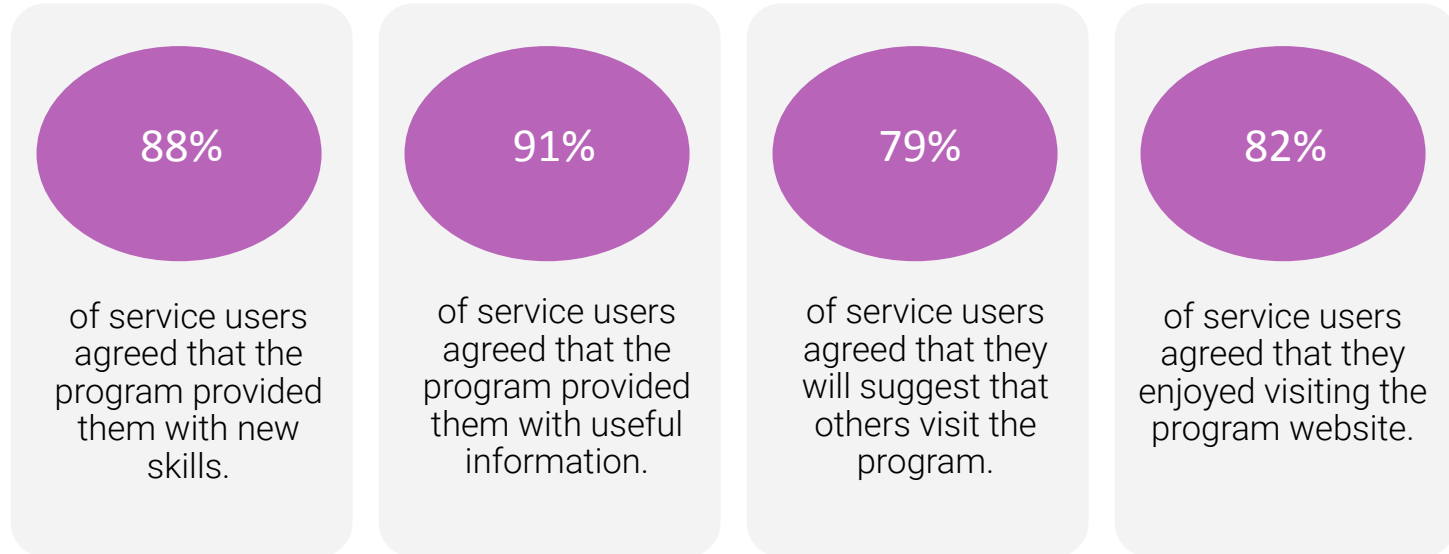 88%
of service users
agreed that the
program provided
them with new
skills.
91%
of service users
agreed that the
program provided
them with useful
information.
79%
of service users
agreed that they
will suggest that
others visit the
program.
82%
of service users
agreed that they
enjoyed visiting the
program website.